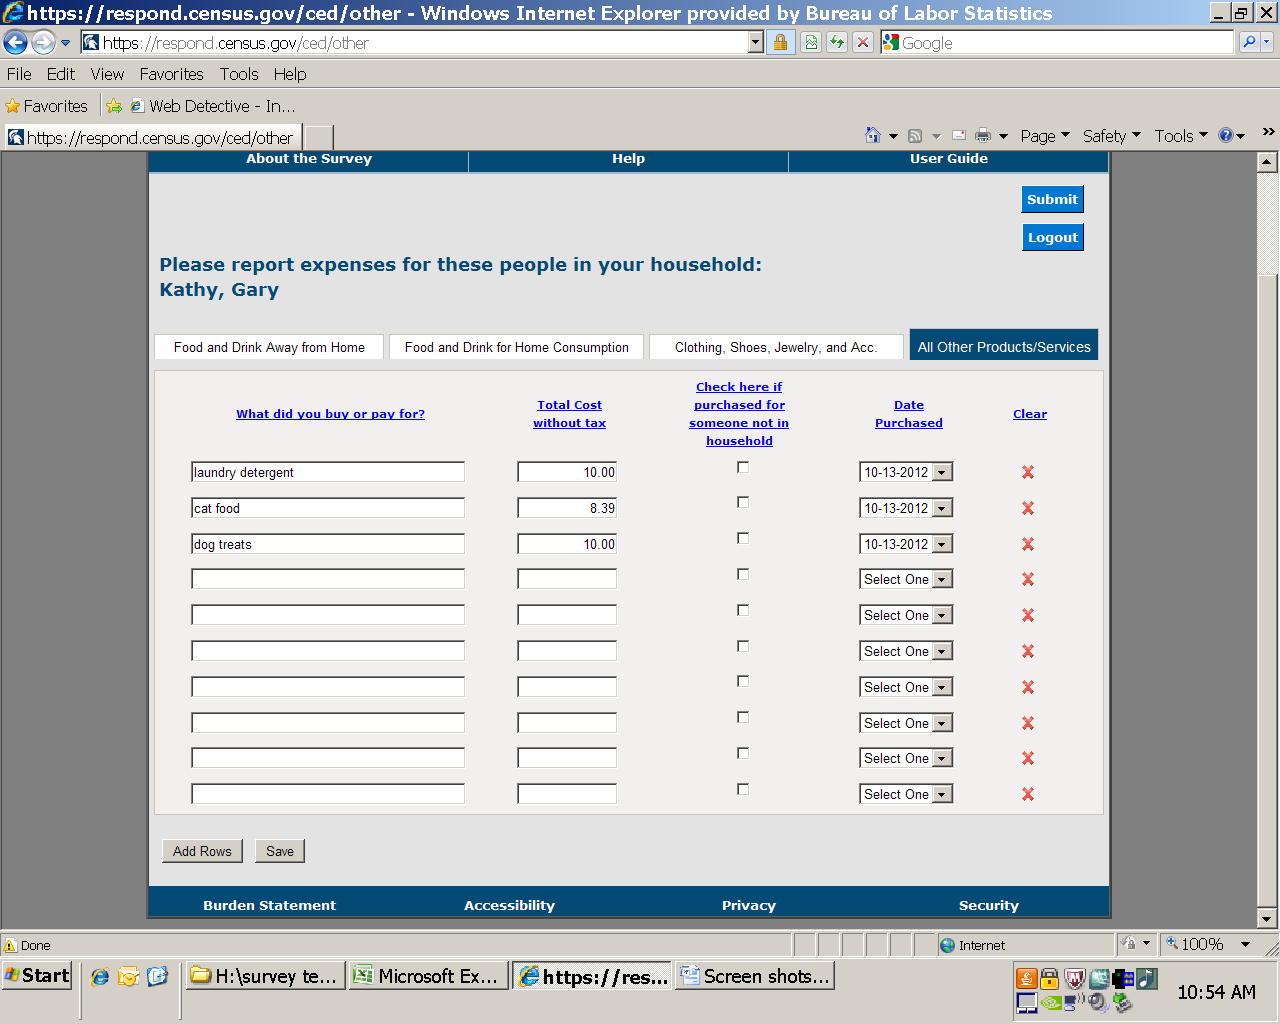 https://respond.census.gov/ced/other - Windows Internet Explorer provided by Bureau of Labor Statistics
https://respond.census.gov/ced/other
Google
File Edit View Favorites Tools Help
Favorites Web Detective - In...
https://respond.census.gov/ced/other
Page Safety Tools
About the Survey Help User Guide
Submit
Logout
Please report expenses for these people in your household:
Kathy, Gary
Food and Drink Away from Home Food and Drink for Home Consumption Clothing, Shoes, Jewelry, and Acc. All Other Products/Services
What did you buy or pay for?
Total Cost
without tax
Check here if
purchased for
someone not in
household
Date
Purchased
Clear
laundry detergent 10.00 10-13-2012
cat food 8.39 10-13-2012
dog treats 10.00 10-13-2012
Select One
Select One
Select One
Select One
Select One
Select One
Select One
Add Rows Save
Burden Statement Accessibility Privacy Security
Done Internet 100%
Start H:\survey te... Microsoft Ex... https://res... Screen shots...
10:54 AM